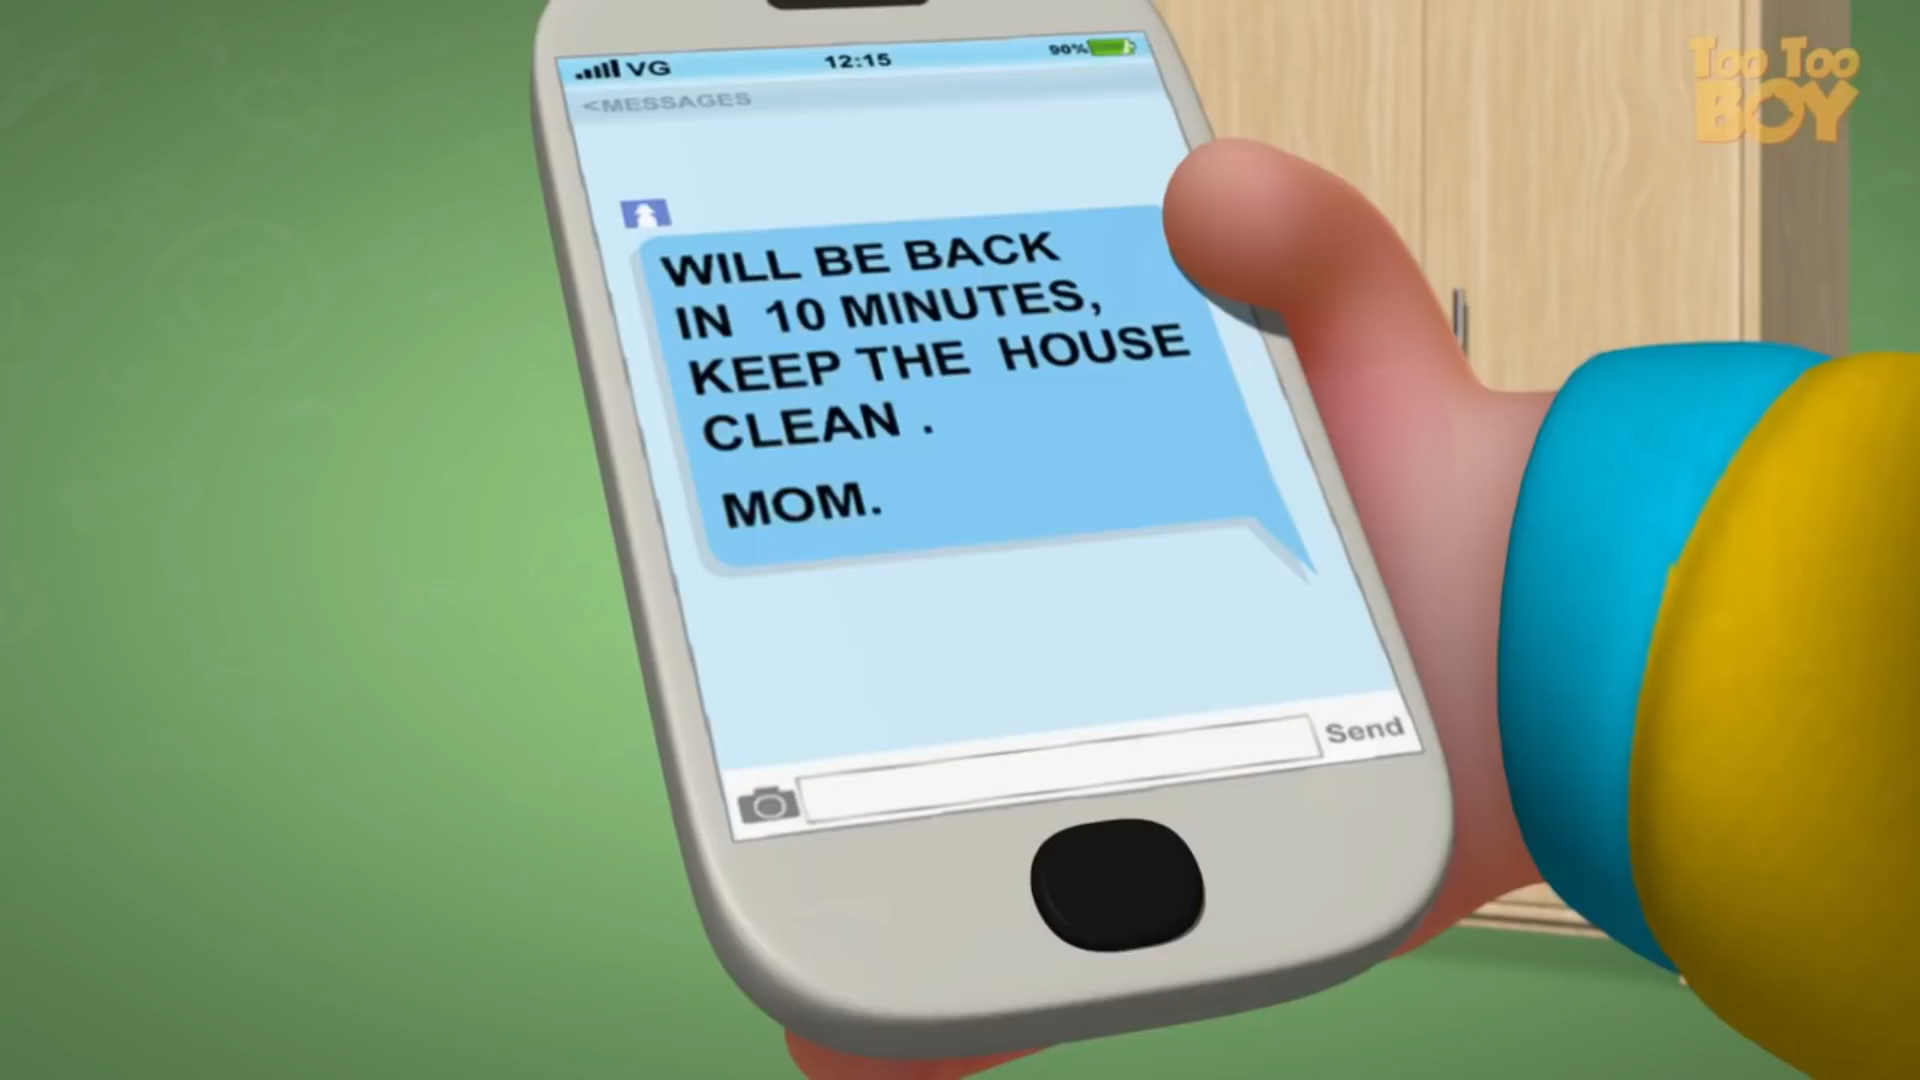 VG 12:15 90%
<MESSAGES
WILL BE BACK
IN 10 MINUTES,
KEEP THE HOUSE
CLEAN .
MOM.
Send
TOO TOO
BOY